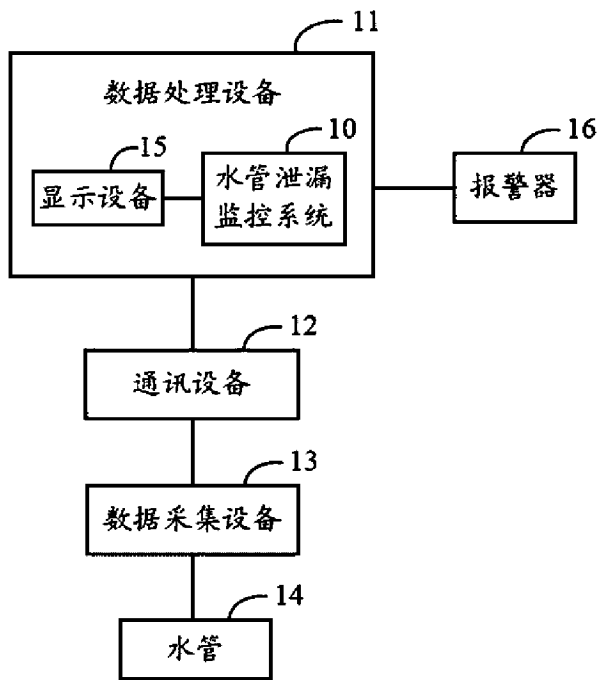 11
数据处理设备
15
10
16
显示设备
水管泄漏
监控系统
报警器
12
通讯设备
13
数据采集设备
14
水管